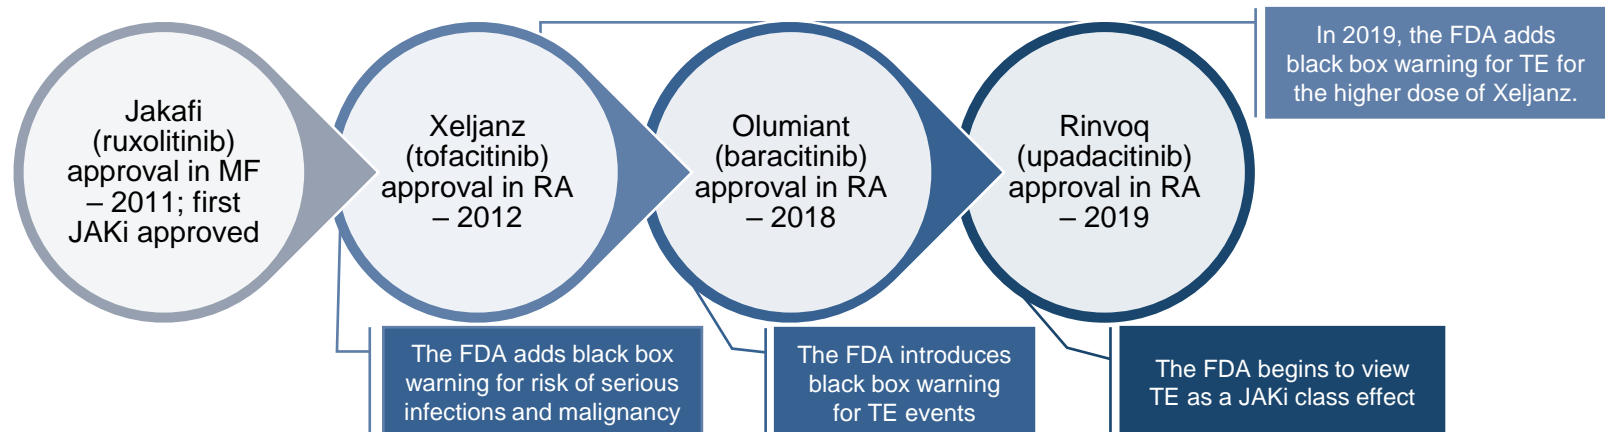 Jakafi
(ruxolitinib)
approval in MF
– 2011; first
JAKi approved
Xeljanz
(tofacitinib)
approval in RA
– 2012
Olumiant
(baracitinib)
approval in RA
– 2018
Rinvoq
(upadacitinib)
approval in RA
– 2019
In 2019, the FDA adds
black box warning for TE for
the higher dose of Xeljanz.
The FDA adds black box
warning for risk of serious
infections and malignancy
The FDA introduces
black box warning
for TE events
The FDA begins to view
TE as a JAKi class effect